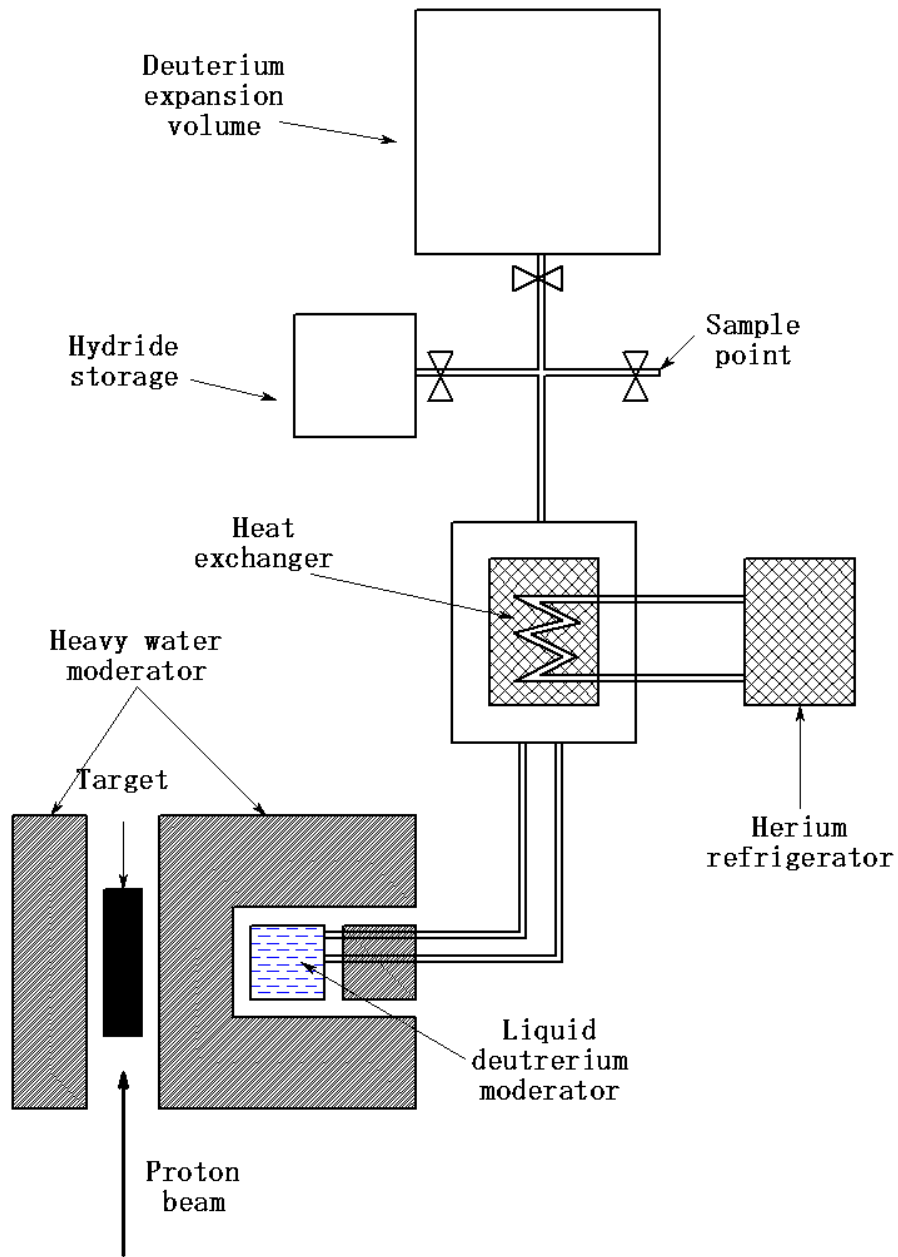 Deuterium
expansion
volume
Sample
point
Hydride
storage
Heat
exchanger
Heavy water
moderator
Target
Herium
refrigerator
Liquid
deutrerium
moderator
Proton
beam